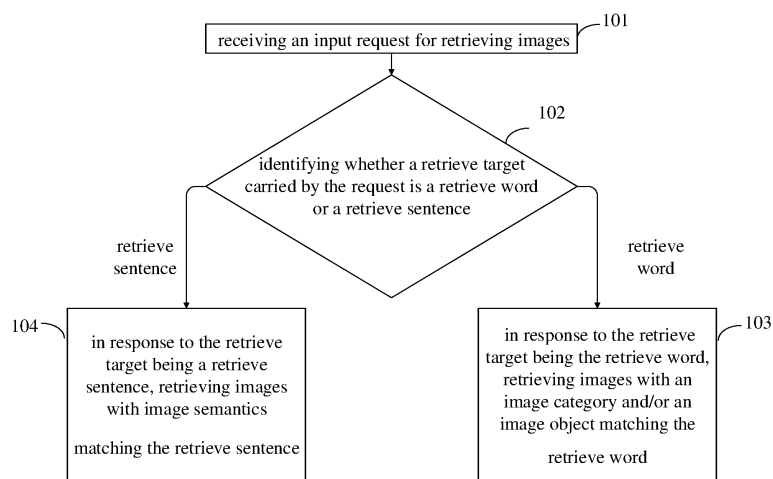 receiving an input request for retrieving images
101
102
identifying whether a retrieve target
carried by the request is a retrieve word
or a retrieve sentence
retrieve
sentence
retrieve
word
104
in response to the retrieve
target being a retrieve
sentence, retrieving images
with image semantics
matching the retrieve sentence
103
in response to the retrieve
target being the retrieve word,
retrieving images with an
image category and/or an
image object matching the
retrieve word